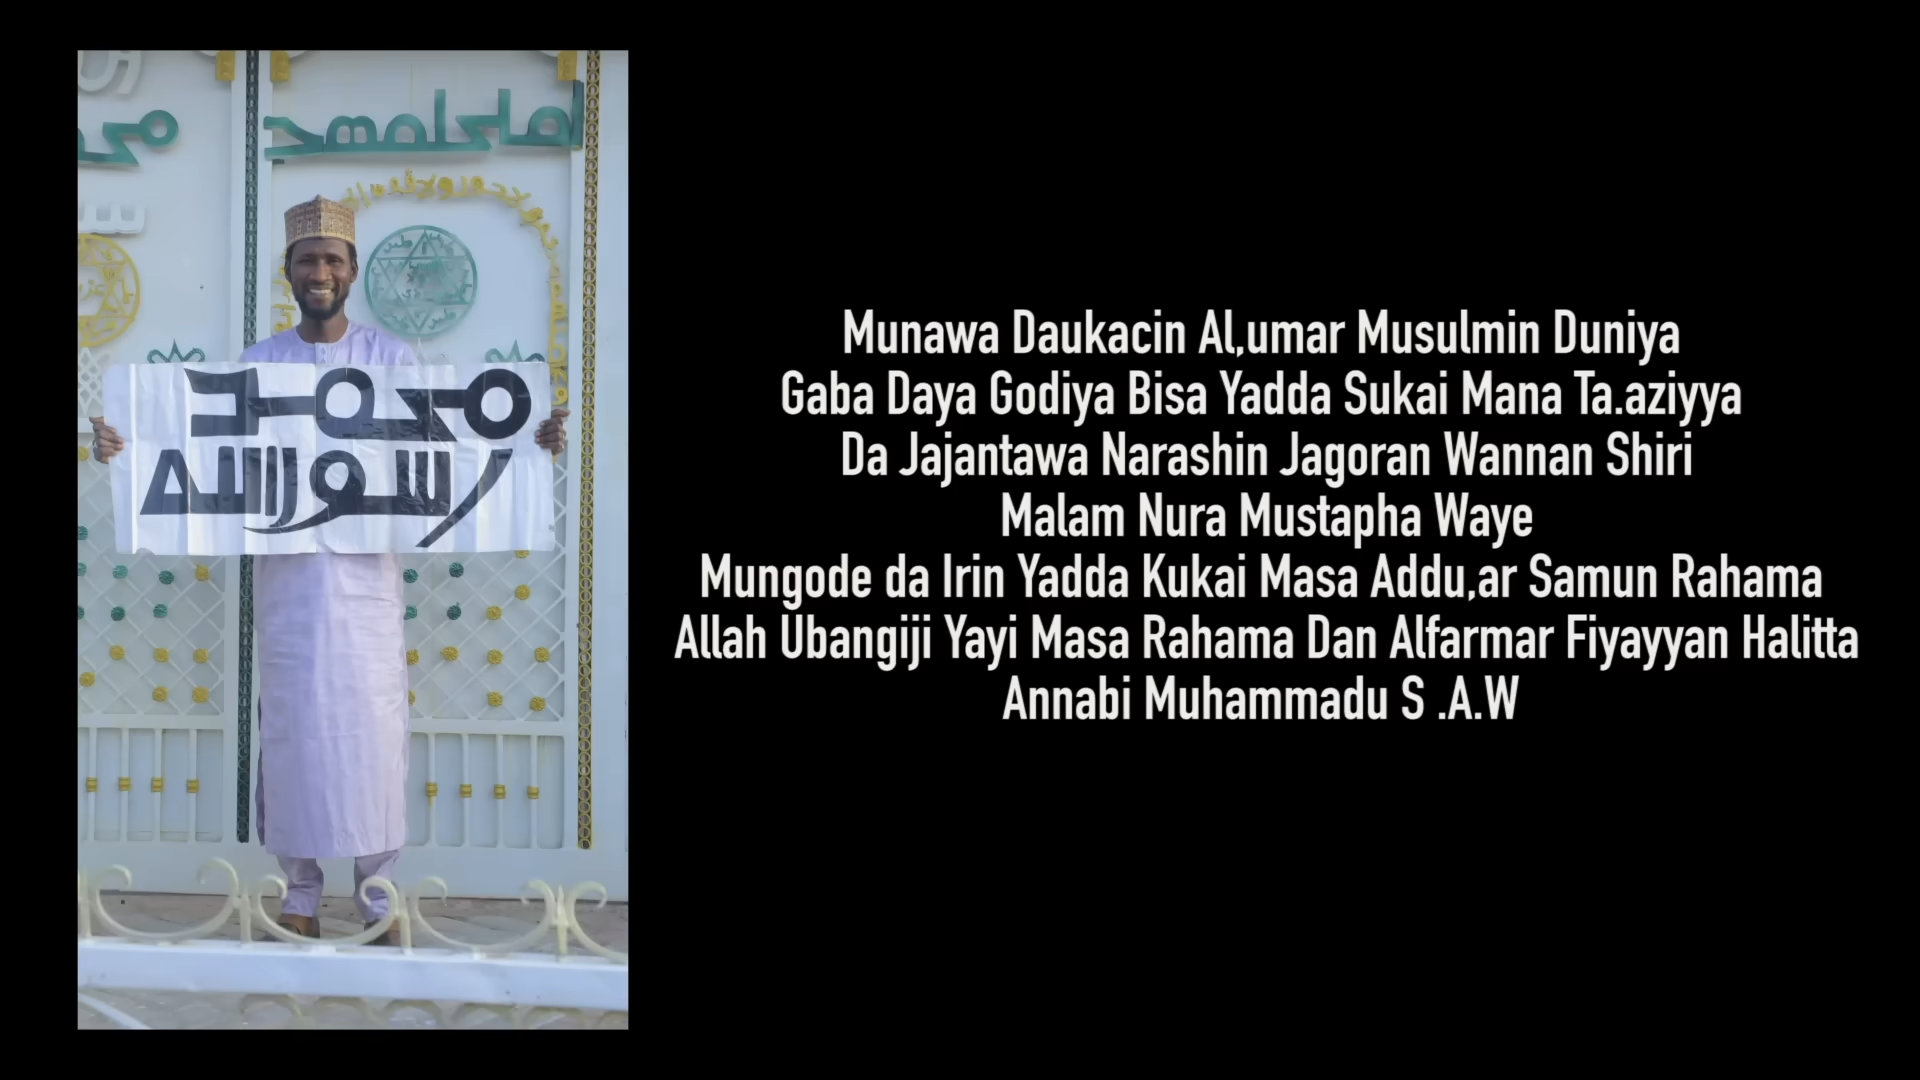 محمد
رسول الله
Munawa Daukacin Al,umar Musulmin Duniya
Gaba Daya Godiya Bisa Yadda Sukai Mana Ta.aziyya
Da Jajantawa Narashin Jagoran Wannan Shiri
Malam Nura Mustapha Waye
Mungode da Irin Yadda Kukai Masa Addu,ar Samun Rahama
Allah Ubangiji Yayi Masa Rahama Dan Alfarmar Fiyayyan Halitta
Annabi Muhammadu S .A.W